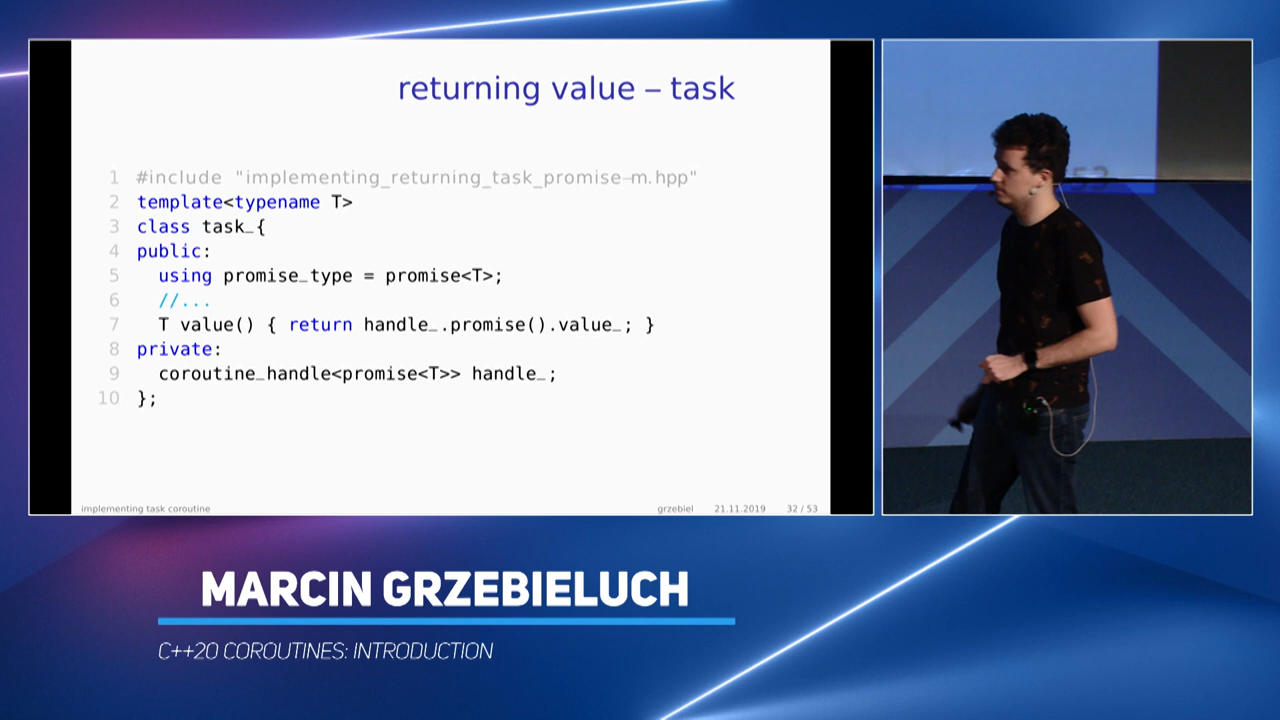 returning value – task
1 #include "implementing_returning_task_promise-m.hpp"
2 template<typename T>
3 class task_{
4 public:
5   using promise_type = promise<T>;
6   //...
7   T value() { return handle_.promise().value_; }
8 private:
9   coroutine_handle<promise<T>> handle_;
10 };
implementing task coroutine grzebiel 21.11.2019 32 / 53
53
MARCIN GRZEBIELUCH
C++20 COROUTINES: INTRODUCTION